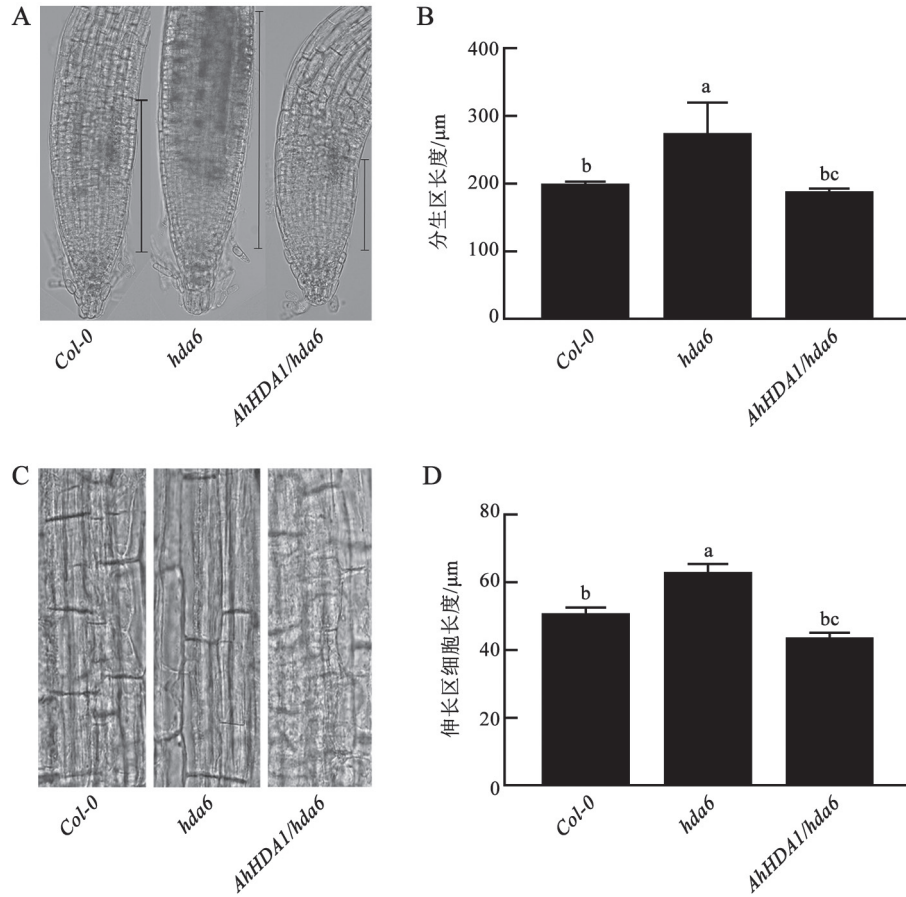 A
Col-0
hda6
AhHDA1/hda6
B
分生区长度/μm
400
300
200
100
0
b
a
bc
Col-0
hda6
AhHDA1/hda6
C
Col-0
hda6
AhHDA1/hda6
D
伸长区细胞长度/μm
80
60
40
20
0
b
a
bc
Col-0
hda6
AhHDA1/hda6